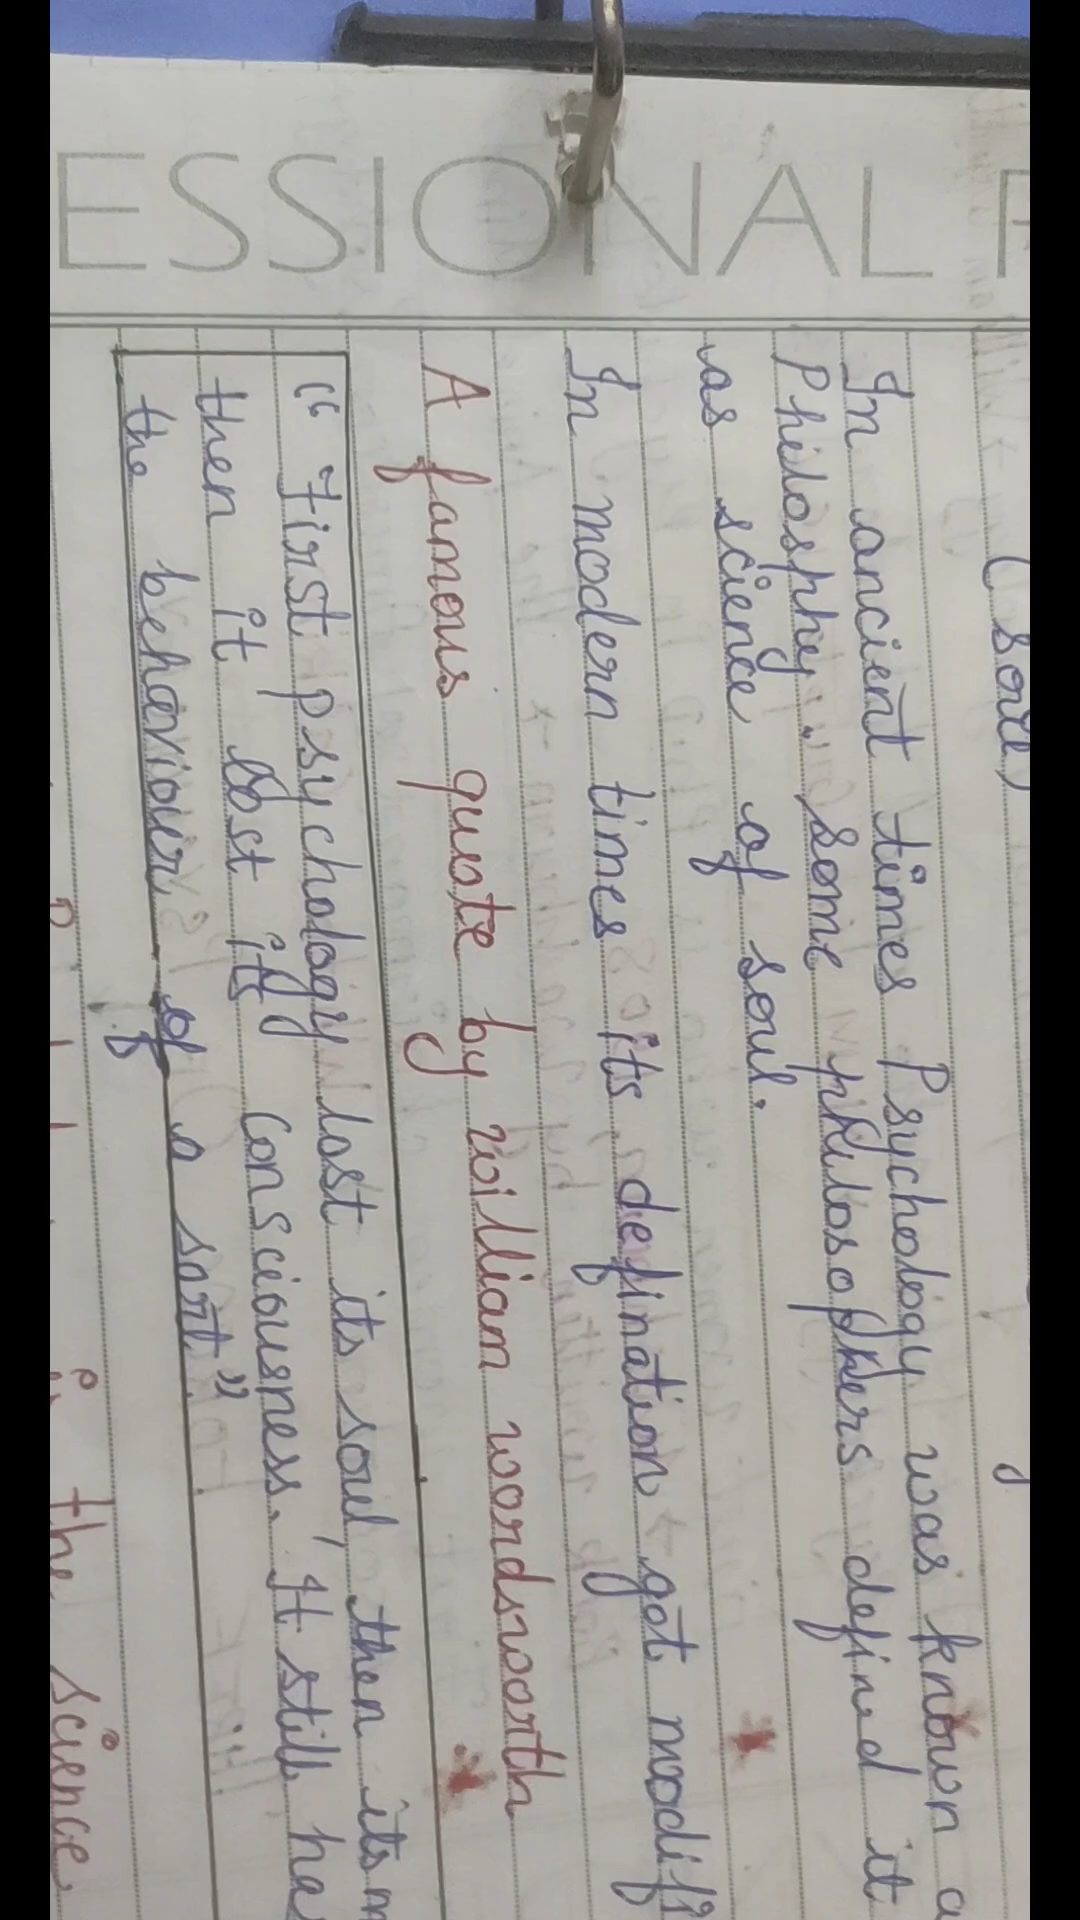 ESSIONAL
(soul)
In ancient times Psychology was known a
Philosphy. some philosophers defined it
as science of soul.
In modern times its defination got modifi
A famous quote by william wordsworth
“ First psychology lost its soul, then its m
then it lost its consciousness. It still ha
the behaviour of a sort ”
is the science